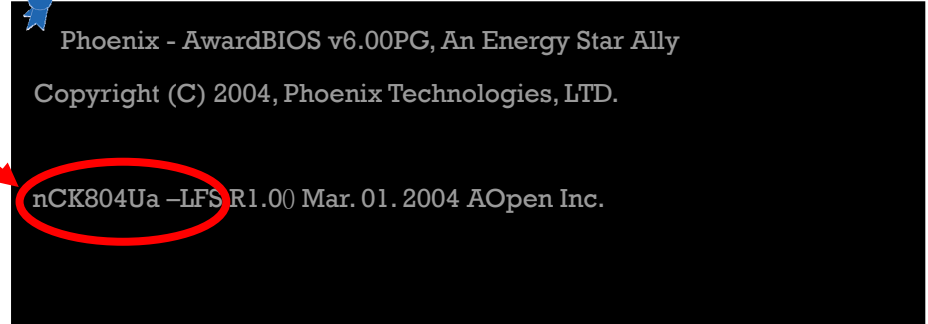 Phoenix - AwardBIOS v6.00PG, An Energy Star Ally
Copyright (C) 2004, Phoenix Technologies, LTD.
nCK804Ua –LFS R1.00 Mar. 01. 2004 AOpen Inc.